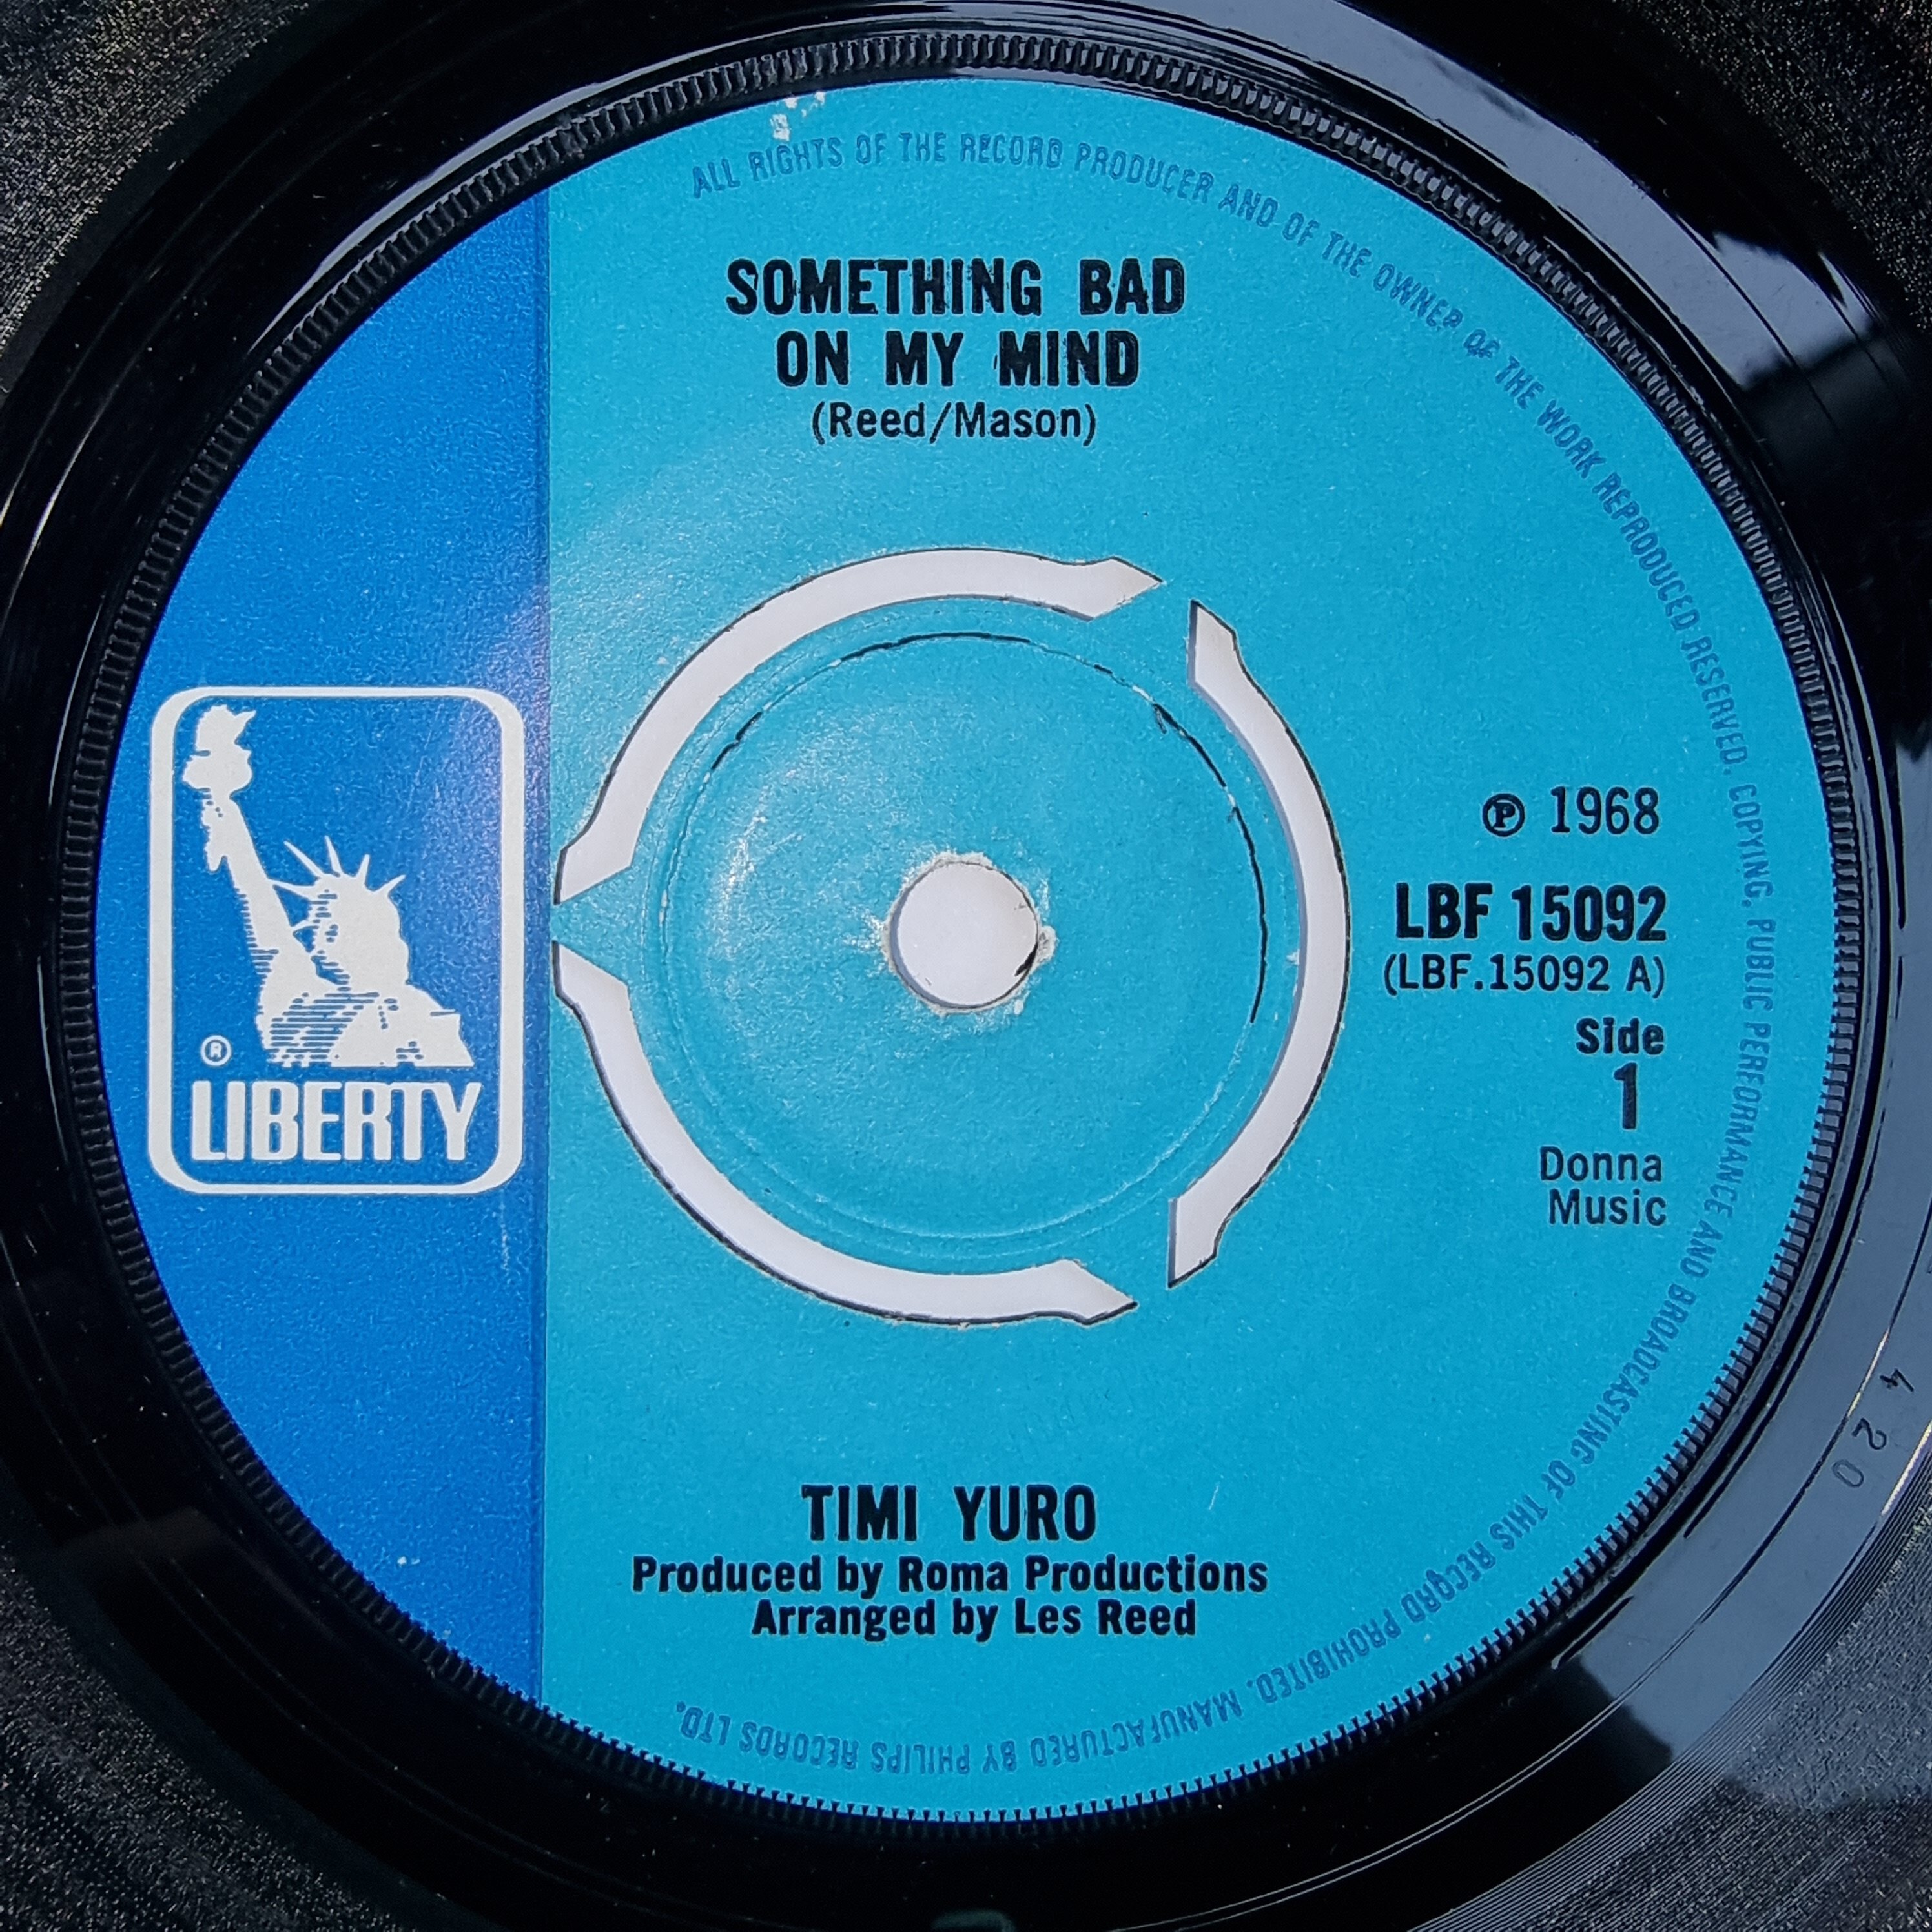 ALL RIGHTS OF THE RECORD PRODUCER AND OF THE OWNER OF THE WORK REPRODUCED RESERVED. COPYING, PUBLIC PERFORMANCE AND BROADCASTING OF THIS RECORD PROHIBITED. MANUFACTURED BY PHILIPS RECORDS LTD.
SOMETHING BAD
ON MY MIND
(Reed/Mason)
℗ 1968
LBF 15092
(LBF.15092 A)
Side
1
Donna
Music
®
LIBERTY
TIMI YURO
Produced by Roma Productions
Arranged by Les Reed
420